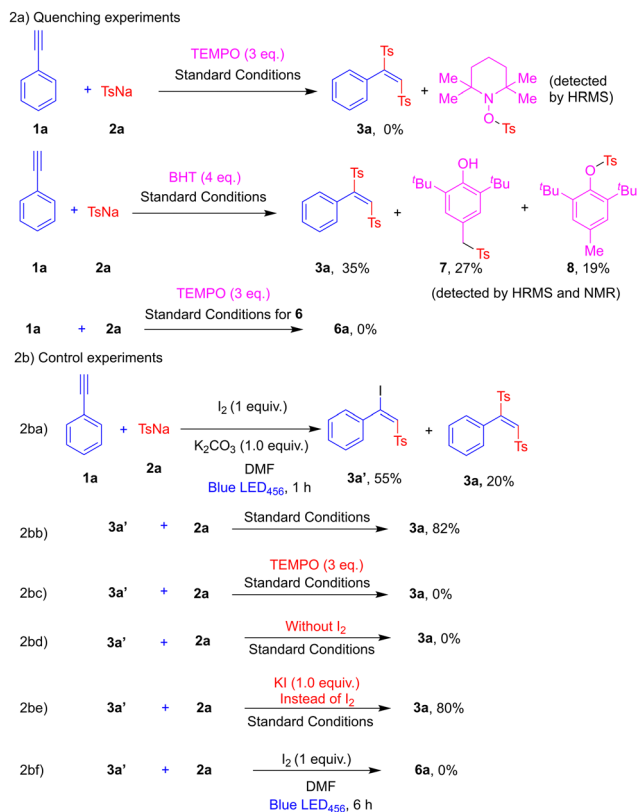 2a) Quenching experiments
TEMPO (3 eq.)
Standard Conditions
+ TsNa
1a 2a
Ts
Ts
3a, 0%
+
Me Me
Me N Me
O
Ts
(detected
by HRMS)
BHT (4 eq.)
Standard Conditions
+ TsNa
1a 2a
Ts
Ts
3a, 35%
+
OH
tBu tBu
Ts
7, 27%
+
Ts
O
tBu tBu
Me
8, 19%
(detected by HRMS and NMR)
TEMPO (3 eq.)
1a + 2a Standard Conditions for 6 6a, 0%
2b) Control experiments
2ba)
+ TsNa
1a 2a
I2 (1 equiv.)
K2CO3 (1.0 equiv.)
DMF
Blue LED456, 1 h
I
Ts
3a', 55%
+
Ts
Ts
3a, 20%
2bb) 3a' + 2a Standard Conditions 3a, 82%
TEMPO (3 eq.)
2bc) 3a' + 2a Standard Conditions 3a, 0%
Without I2
2bd) 3a' + 2a Standard Conditions 3a, 0%
KI (1.0 equiv.)
Instead of I2
2be) 3a' + 2a Standard Conditions 3a, 80%
I2 (1 equiv.)
2bf) 3a' + 2a DMF 6a, 0%
Blue LED456, 6 h